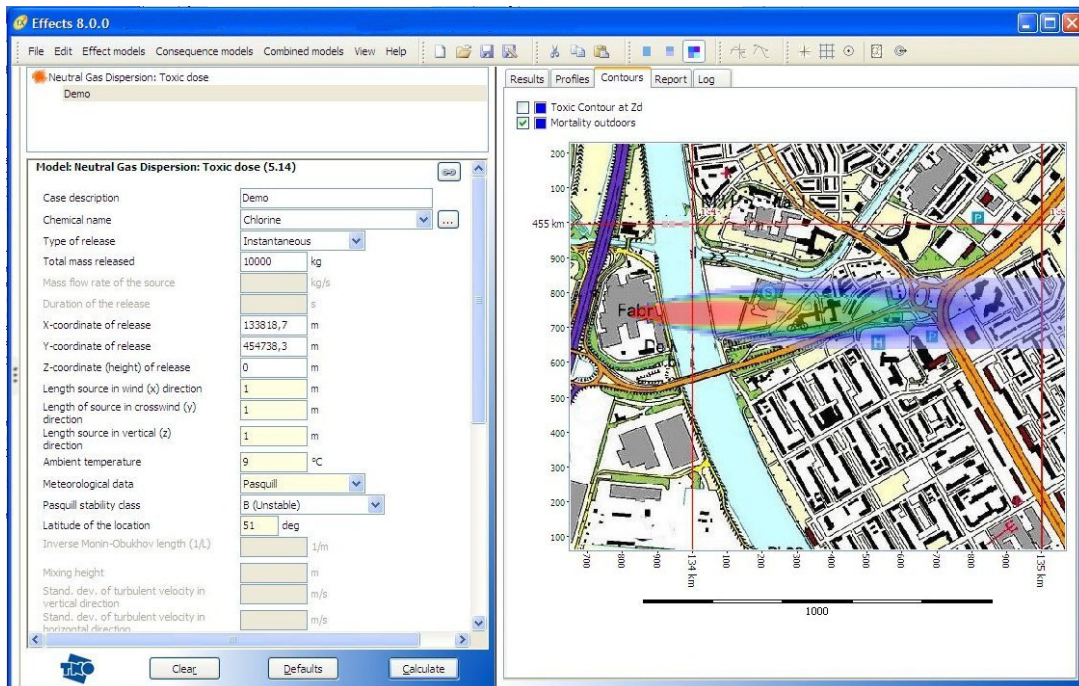 Effects 8.0.0
File Edit Effect models Consequence models Combined models View Help
Neutral Gas Dispersion: Toxic dose
Demo
Model: Neutral Gas Dispersion: Toxic dose (5.14)
Case description Demo
Chemical name Chlorine ...
Type of release Instantaneous
Total mass released 10000 kg
Mass flow rate of the source kg/s
Duration of the release s
X-coordinate of release 133818,7 m
Y-coordinate of release 454738,3 m
Z-coordinate (height) of release 0 m
Length source in wind (x) direction 1 m
Length of source in crosswind (y)
direction 1 m
Length source in vertical (z)
direction 1 m
Ambient temperature 9 °C
Meteorological data Pasquill
Pasquill stability class B (Unstable)
Latitude of the location 51 deg
Inverse Monin-Obukhov length (1/L) 1/m
Mixing height m
Stand. dev. of turbulent velocity in
vertical direction m/s
Stand. dev. of turbulent velocity in
horizontal direction m/s
TNO
Clear Defaults Calculate
Results Profiles Contours Report Log
Toxic Contour at Zd
Mortality outdoors
200
100
455 km
900
800
700
600
500
400
300
200
100
Fabri
S
H
P
P
700 800 900 134 km 100 200 300 400 500 600 700 800 900 135 km
1000